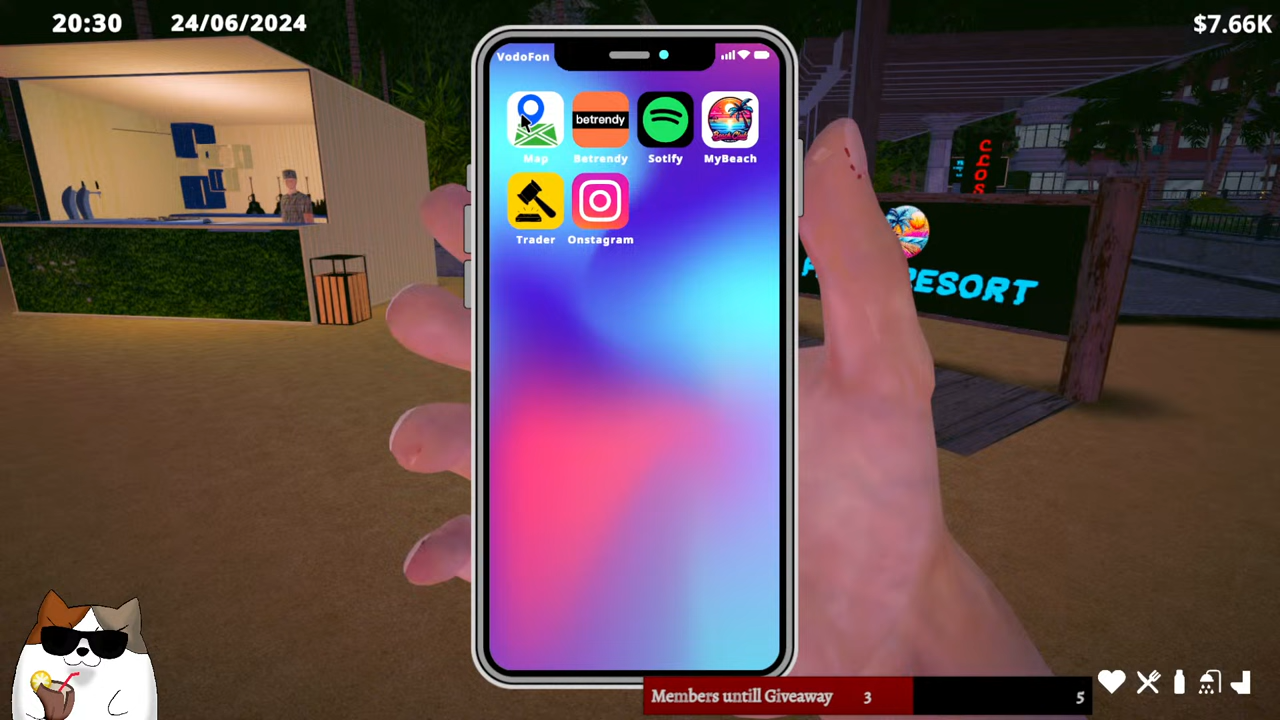 20:30
24/06/2024
$7.66K
VodoFon
betrendy
Map
Betrendy
Sotify
MyBeach
Trader
Onstagram
RESORT
Members untill Giveaway
3
5